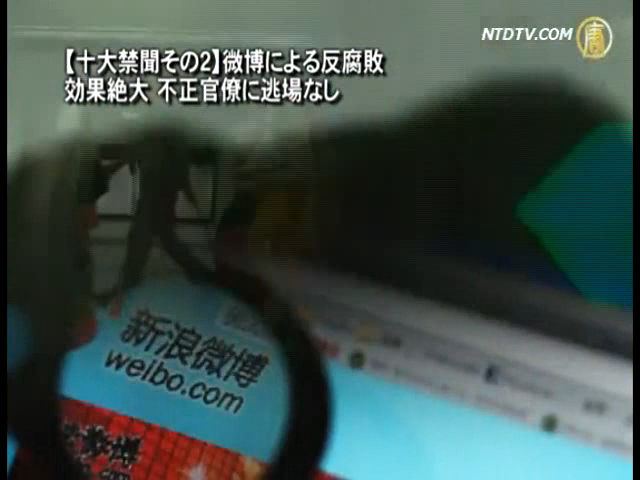 NTDTV.COM
唐
【十大禁聞その2】微博による反腐敗
効果絶大 不正官僚に逃場なし
新浪微博
weibo.com